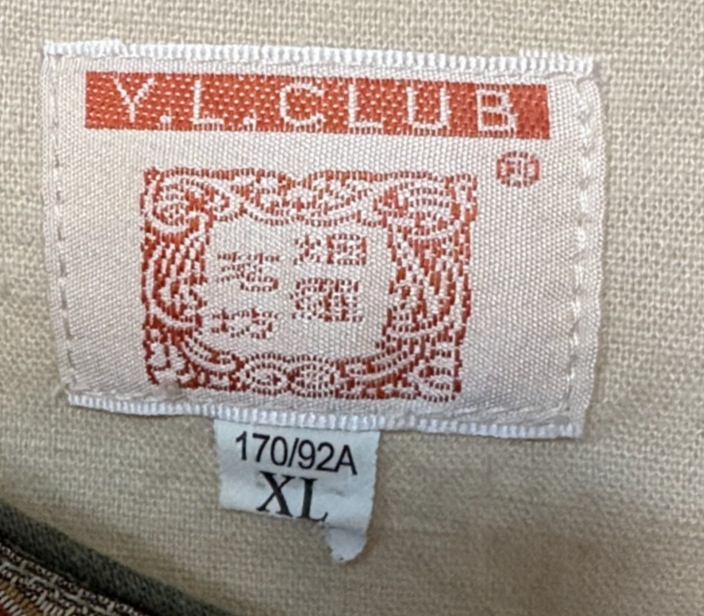 Y.L.CLUB
®
170/92A
XL